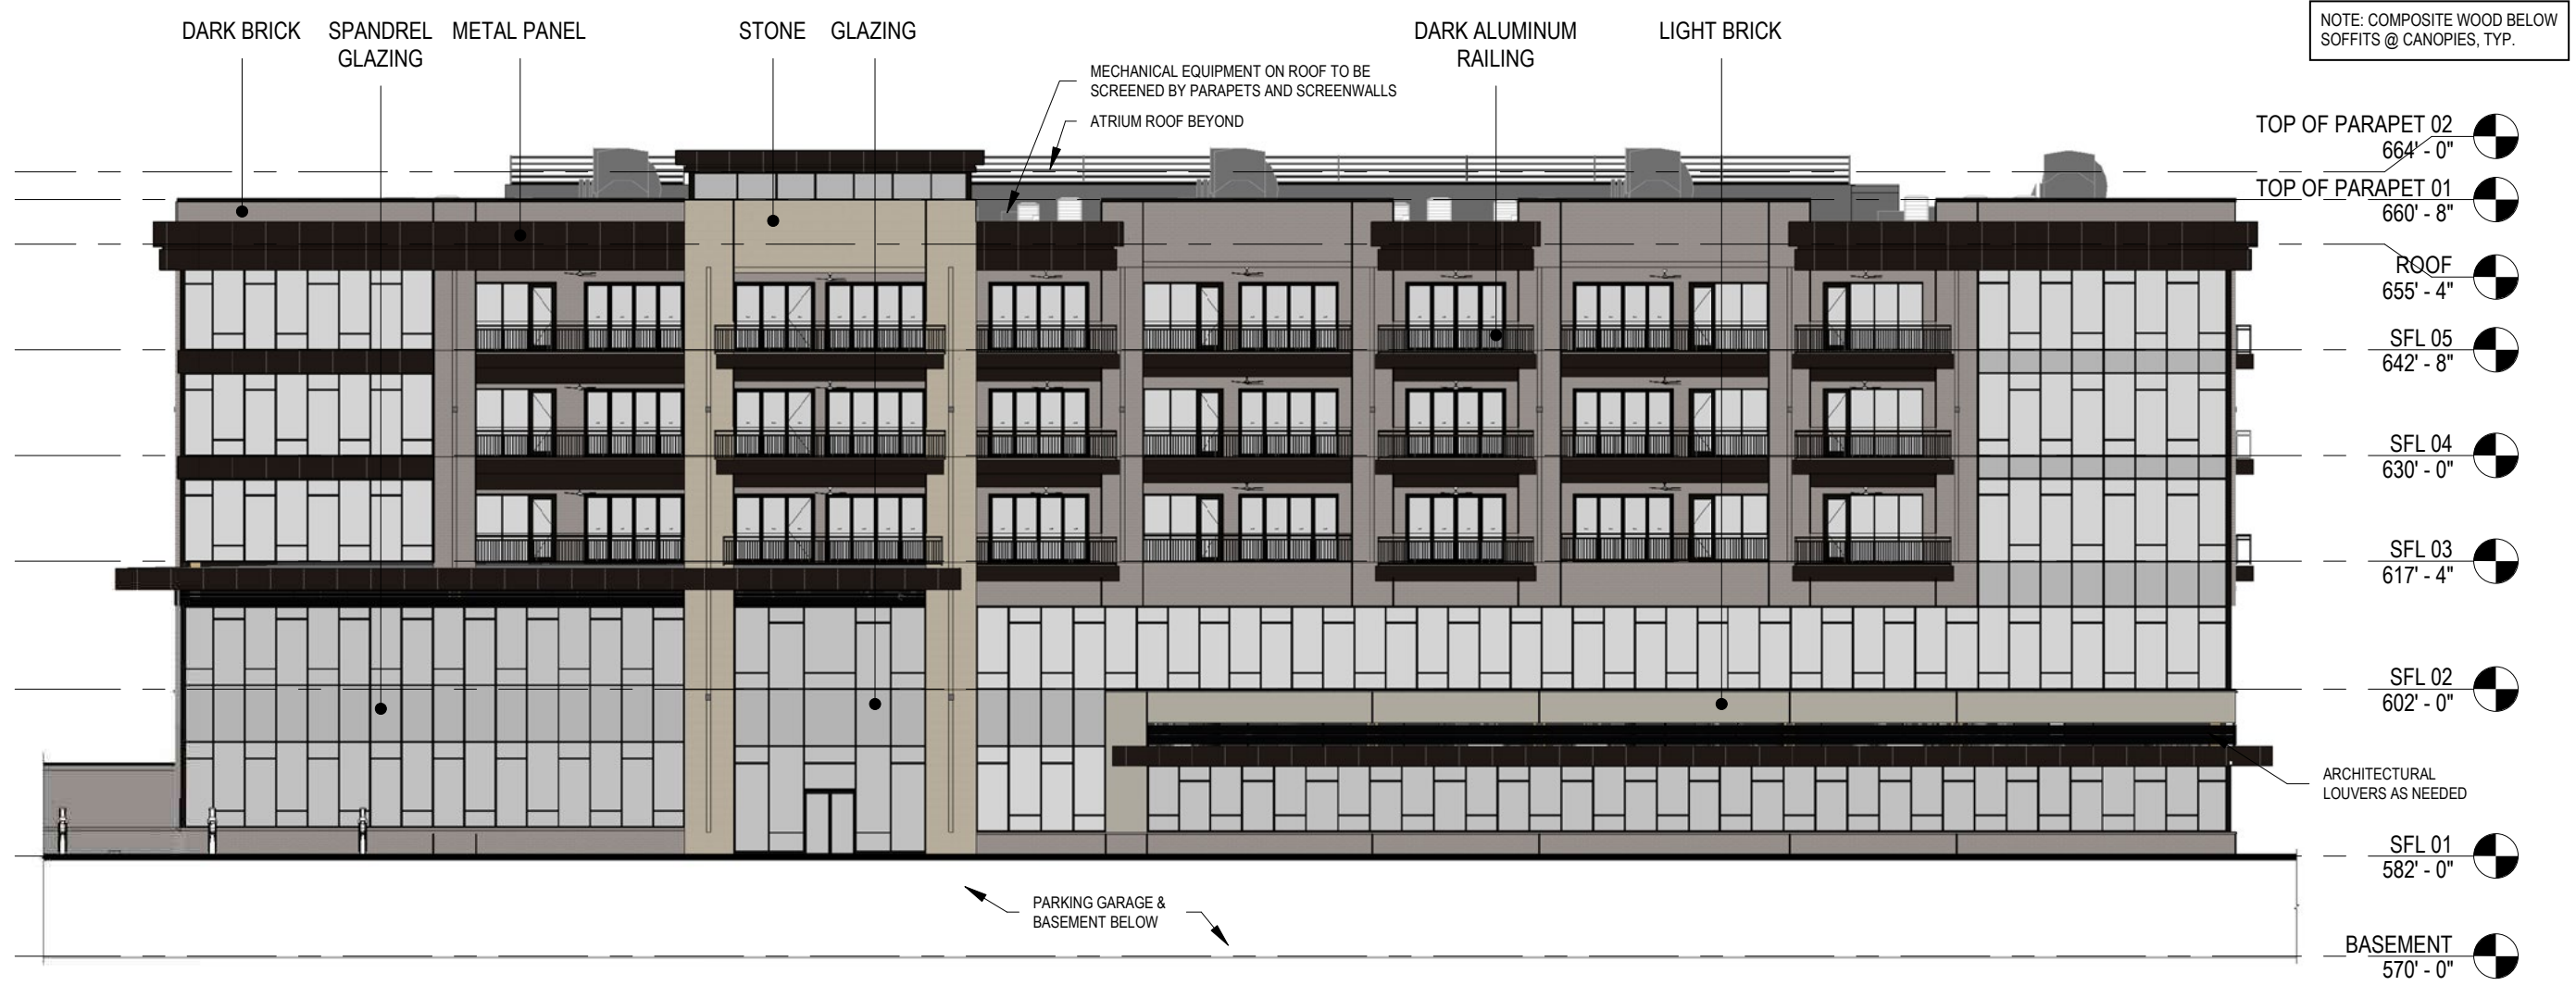 DARK BRICK
SPANDREL
GLAZING
METAL PANEL
STONE
GLAZING
DARK ALUMINUM
RAILING
LIGHT BRICK
NOTE: COMPOSITE WOOD BELOW
SOFFITS @ CANOPIES, TYP.
MECHANICAL EQUIPMENT ON ROOF TO BE
SCREENED BY PARAPETS AND SCREENWALLS
ATRIUM ROOF BEYOND
TOP OF PARAPET 02
664' - 0"
TOP OF PARAPET 01
660' - 8"
ROOF
655' - 4"
SFL 05
642' - 8"
SFL 04
630' - 0"
SFL 03
617' - 4"
SFL 02
602' - 0"
ARCHITECTURAL
LOUVERS AS NEEDED
SFL 01
582' - 0"
PARKING GARAGE &
BASEMENT BELOW
BASEMENT
570' - 0"